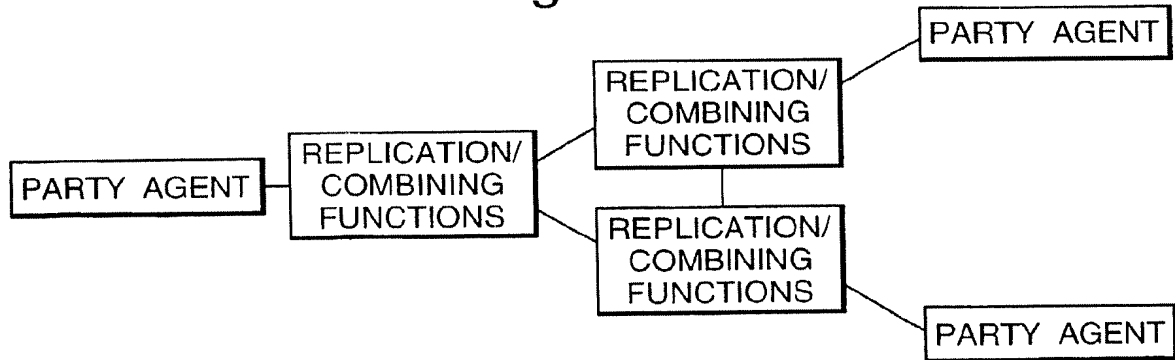 PARTY AGENT
REPLICATION/
COMBINING
FUNCTIONS
REPLICATION/
COMBINING
FUNCTIONS
PARTY AGENT
REPLICATION/
COMBINING
FUNCTIONS
PARTY AGENT